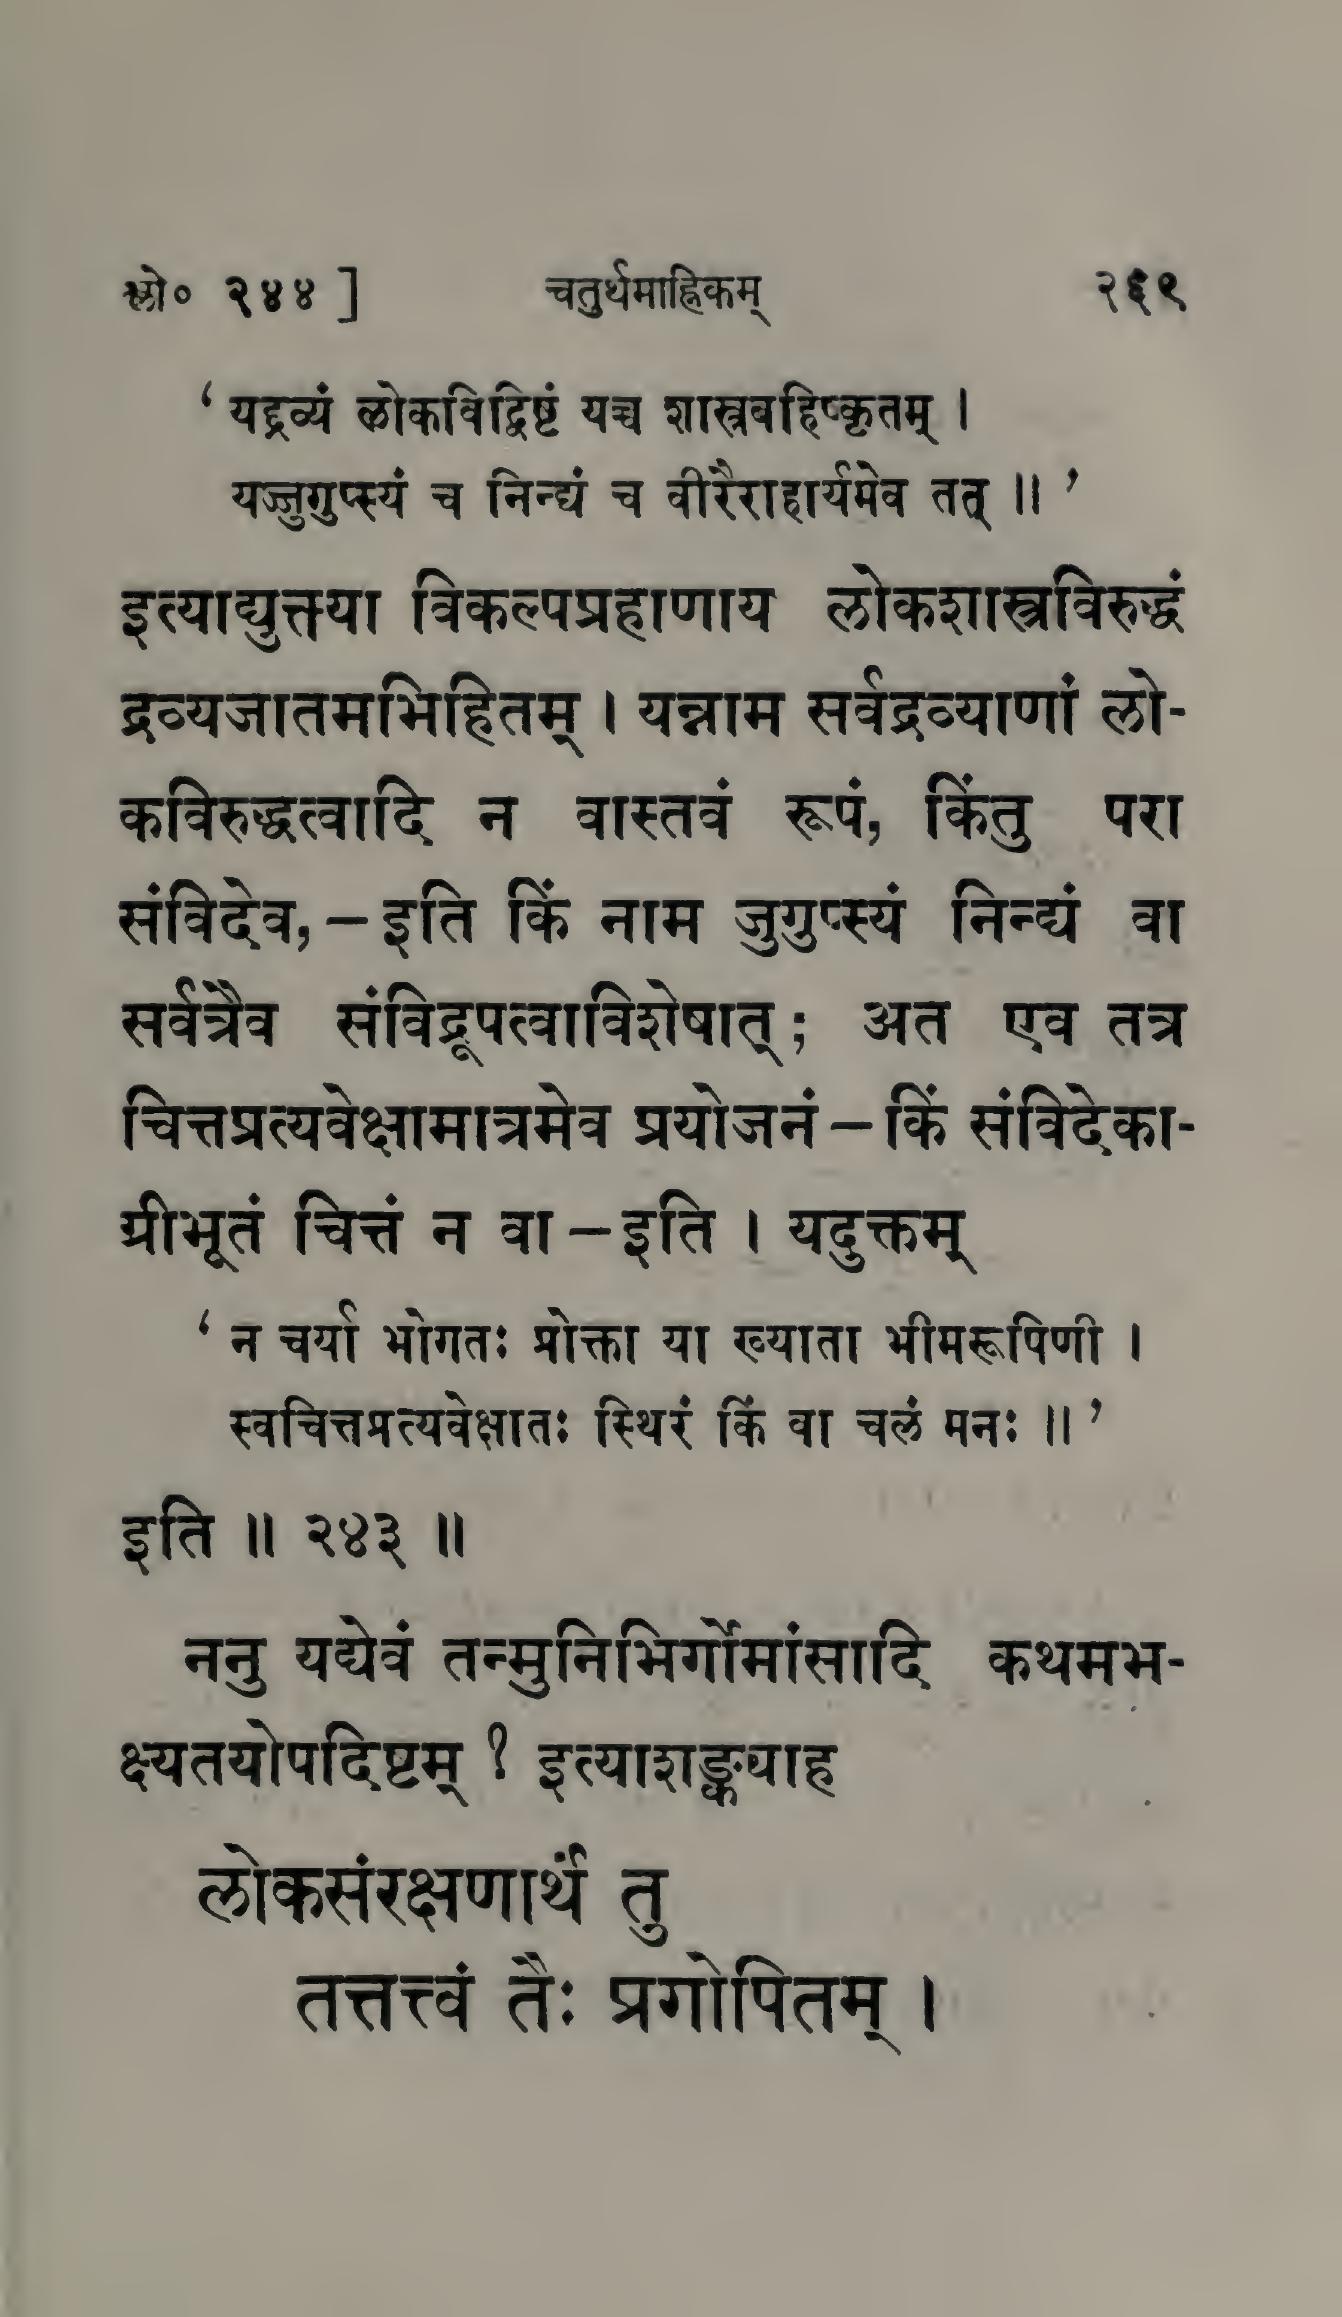 श्लो० २४४ ] चतुर्थमाह्निकम् २६९
‘ यद्द्रव्यं लोकविद्विष्टं यच्च शास्त्रबहिष्कृतम् ।
यज्जुगुप्स्यं च निन्द्यं च वीरैराहार्यमेव तत् ॥ ’
इत्याद्युक्तया विकल्पप्रहाणाय लोकशास्त्रविरुद्धं
द्रव्यजातमभिहितम् । यन्नाम सर्वद्रव्याणां लो-
कविरुद्धत्वादि न वास्तवं रूपं, किंतु परा
संविदेव, – इति किं नाम जुगुप्स्यं निन्द्यं वा
सर्वत्रैव संविद्रूपत्वाविशेषात् ; अत एव तत्र
चित्तप्रत्यवेक्षामात्रमेव प्रयोजनं – किं संविदेका-
ग्रीभूतं चित्तं न वा – इति । यदुक्तम्
‘ न चर्या भोगतः प्रोक्ता या ख्याता भीमरूपिणी ।
स्वचित्तप्रत्यवेक्षातः स्थिरं किं वा चलं मनः ॥ ’
इति ॥ २४३ ॥
ननु यद्येवं तन्मुनिभिर्गोमांसादि कथमभ-
क्ष्यतयोपदिष्टम् ? इत्याशङ्कयाह
लोकसंरक्षणार्थं तु
तत्तत्त्वं तैः प्रगोपितम् ।